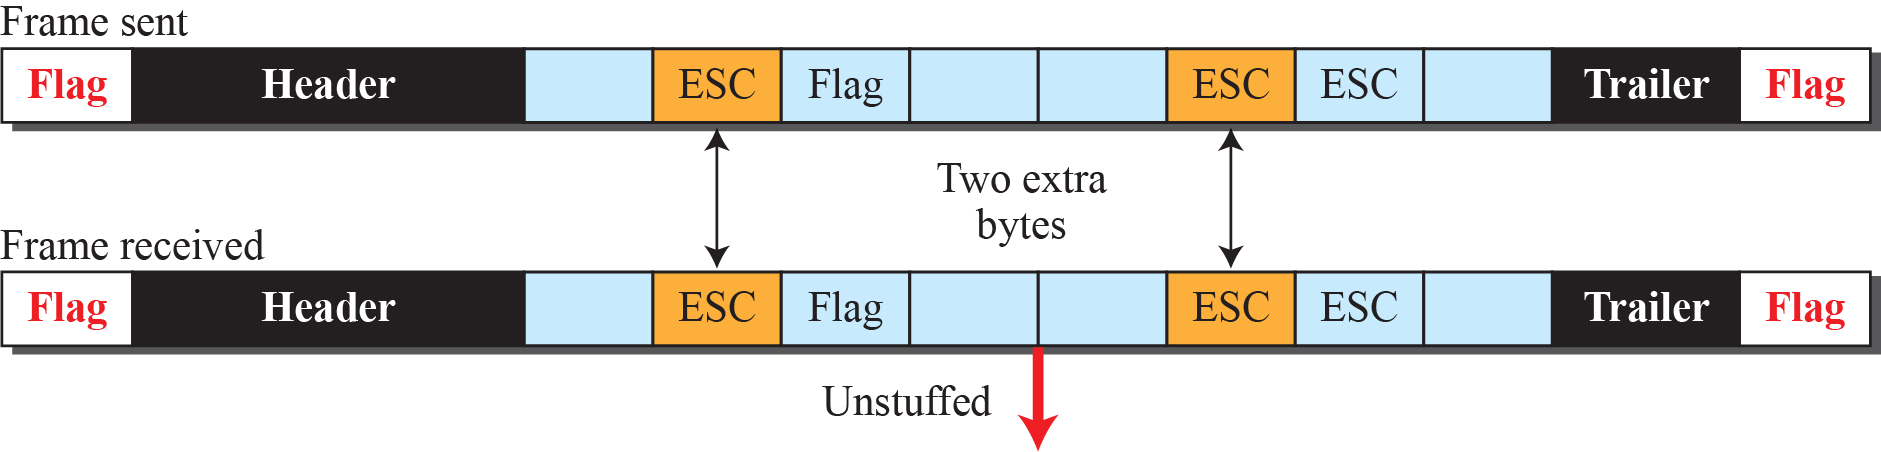 Frame sent
Flag Header ESC Flag ESC ESC Trailer Flag
Two extra
bytes
Frame received
Flag Header ESC Flag ESC ESC Trailer Flag
Unstuffed